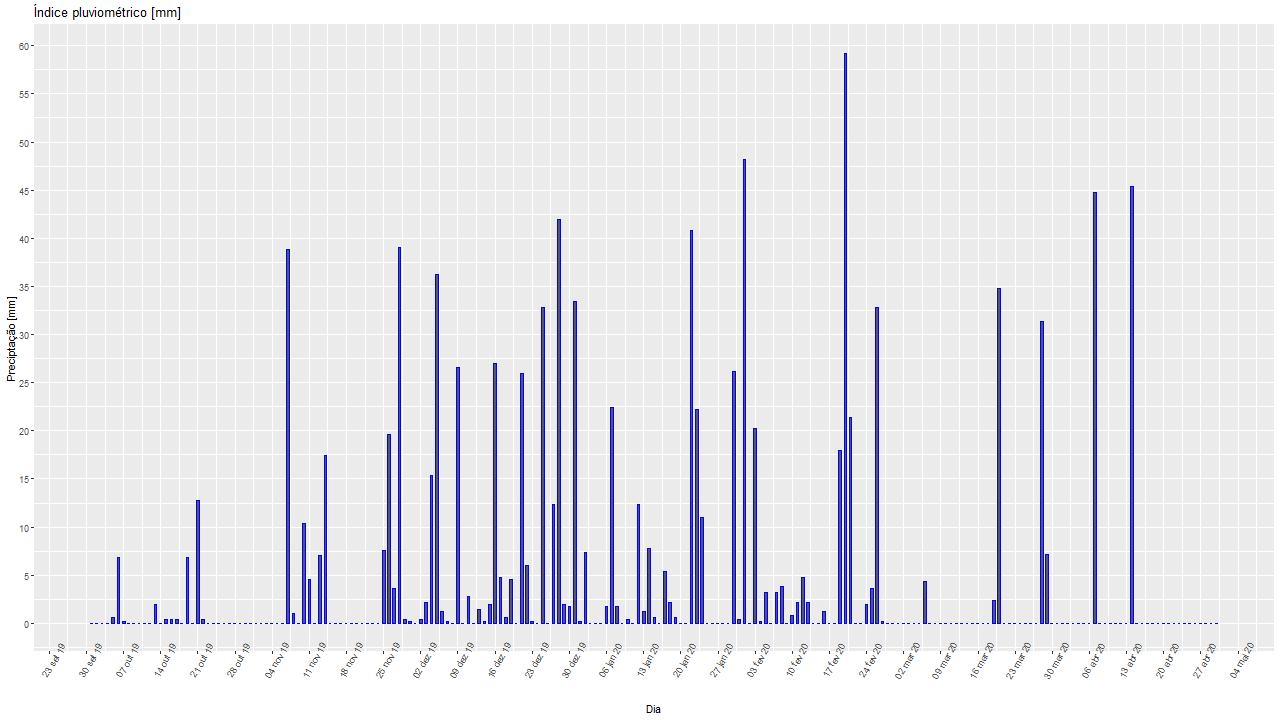 Índice pluviométrico [mm]
60
55
50
45
40
35
30
25
20
15
10
5
0
Preciptação [mm]
23 set 19
30 set 19
07 out 19
14 out 19
21 out 19
28 out 19
04 nov 19
11 nov 19
18 nov 19
25 nov 19
02 dez 19
09 dez 19
16 dez 19
23 dez 19
30 dez 19
06 jan 20
13 jan 20
20 jan 20
27 jan 20
03 fev 20
10 fev 20
17 fev 20
24 fev 20
02 mar 20
09 mar 20
16 mar 20
23 mar 20
30 mar 20
06 abr 20
13 abr 20
20 abr 20
27 abr 20
04 mai 20
Dia